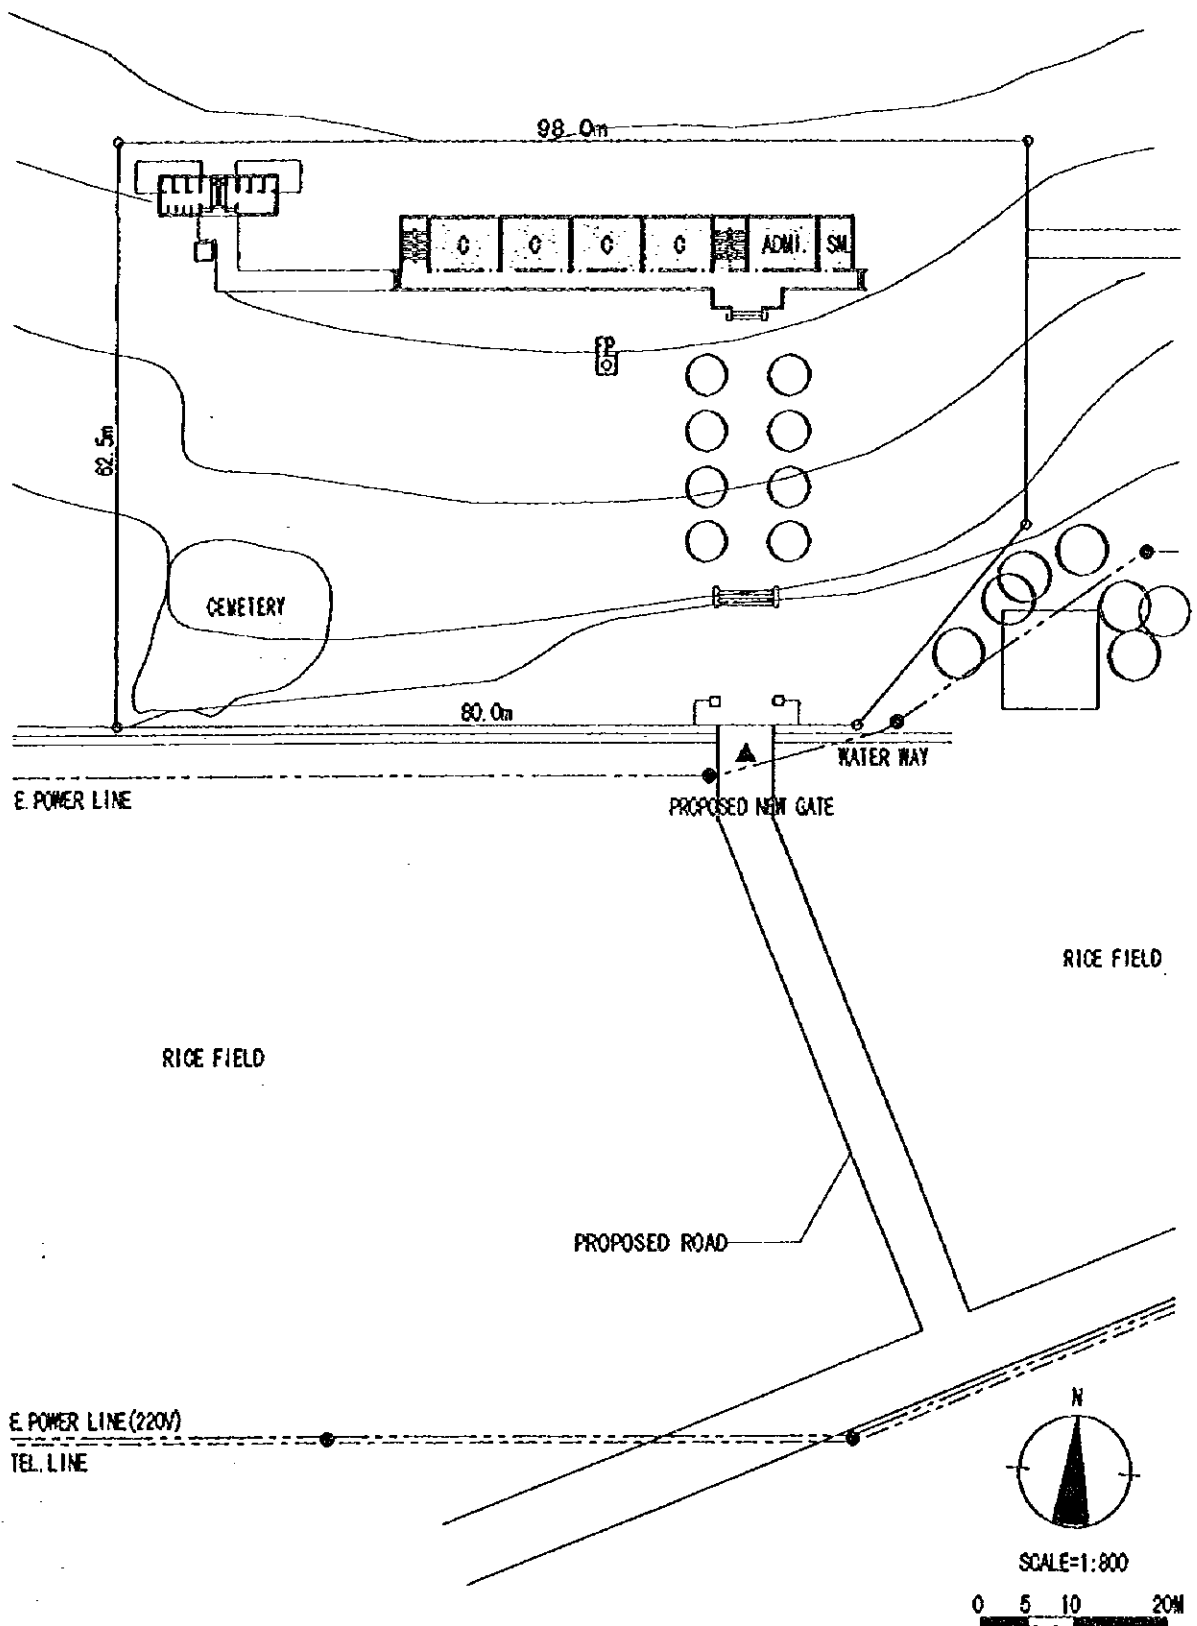 98.0m
C C C C ADMI. SM.
FP
62.5m
CEMETERY
80.0m
WATER WAY
E.POWER LINE
PROPOSED NEW GATE
RICE FIELD
RICE FIELD
PROPOSED ROAD
E.POWER LINE(220V)
TEL.LINE
N
SCALE=1:800
0 5 10 20M